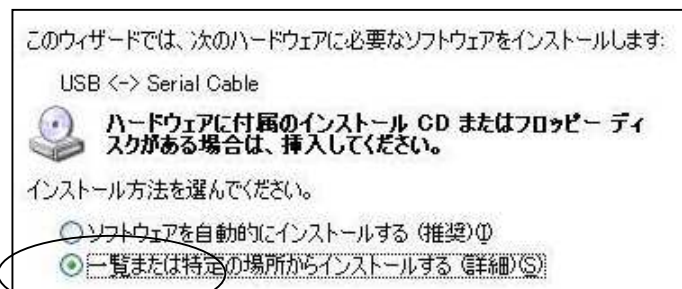 このウィザードでは、次のハードウェアに必要なソフトウェアをインストールします:
USB <-> Serial Cable
ハードウェアに付属のインストール CD またはフロッピー ディ
スクがある場合は、挿入してください。
インストール方法を選んでください。
ソフトウェアを自動的にインストールする (推奨)(I)
一覧または特定の場所からインストールする (詳細)(S)